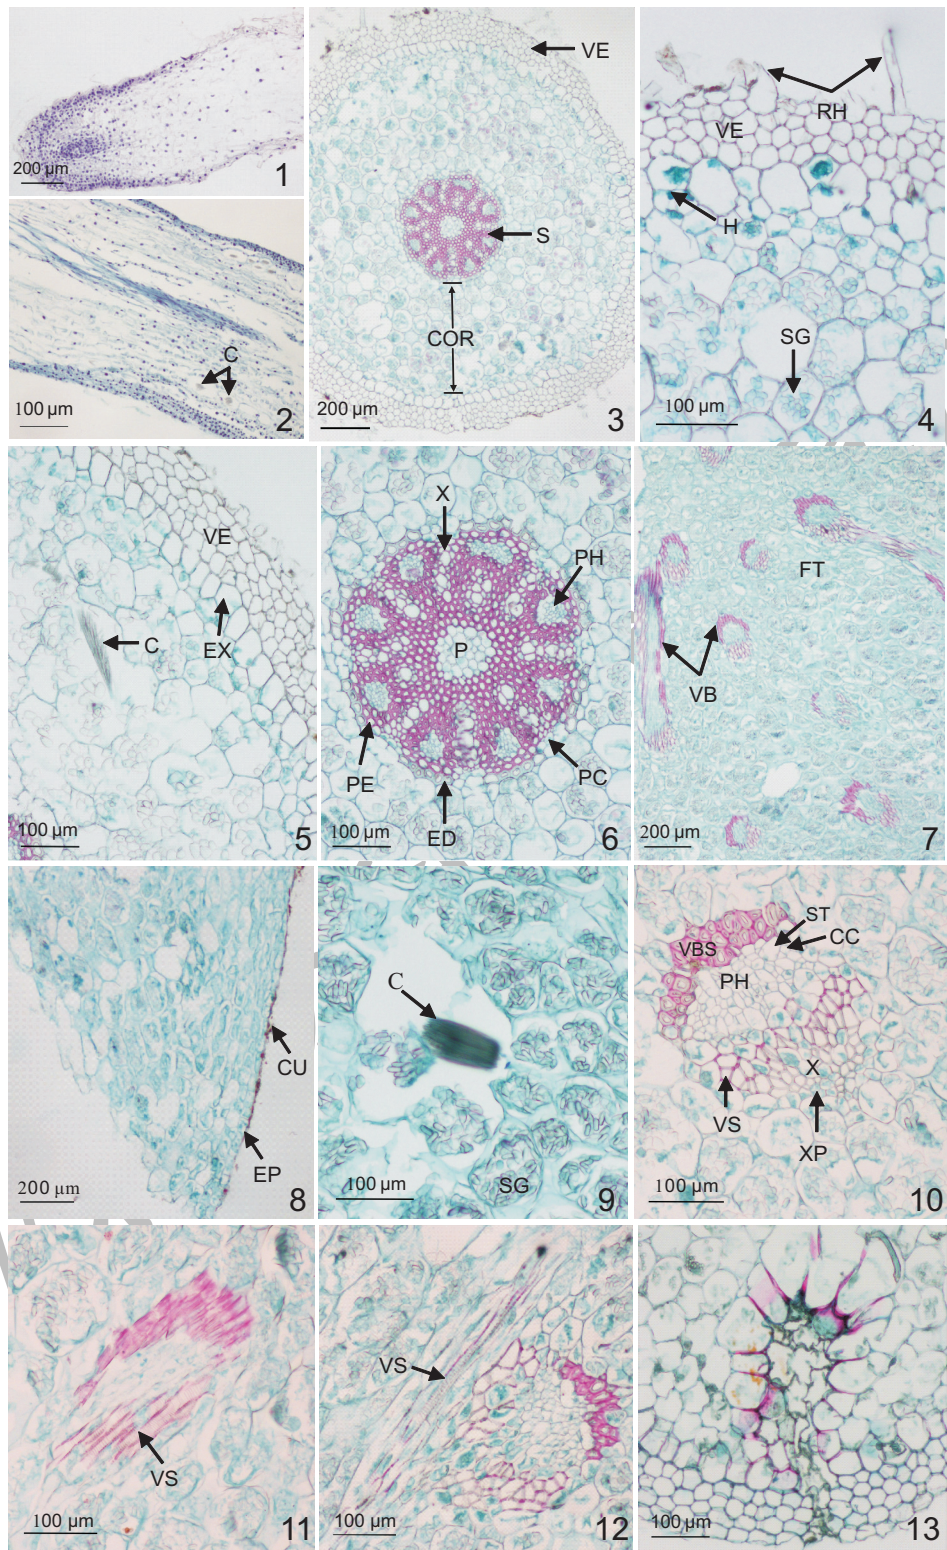 200 µm
1
C
100 µm
2
VE
S
COR
200 µm
3
RH
VE
H
SG
100 µm
4
VE
C
EX
100 µm
5
X
PH
P
PE
PC
ED
100 µm
6
FT
VB
200 µm
7
CU
EP
200 µm
8
C
SG
100 µm
9
ST
CC
VBS
PH
X
VS
XP
100 µm
10
VS
100 µm
11
VS
100 µm
12
100 µm
13